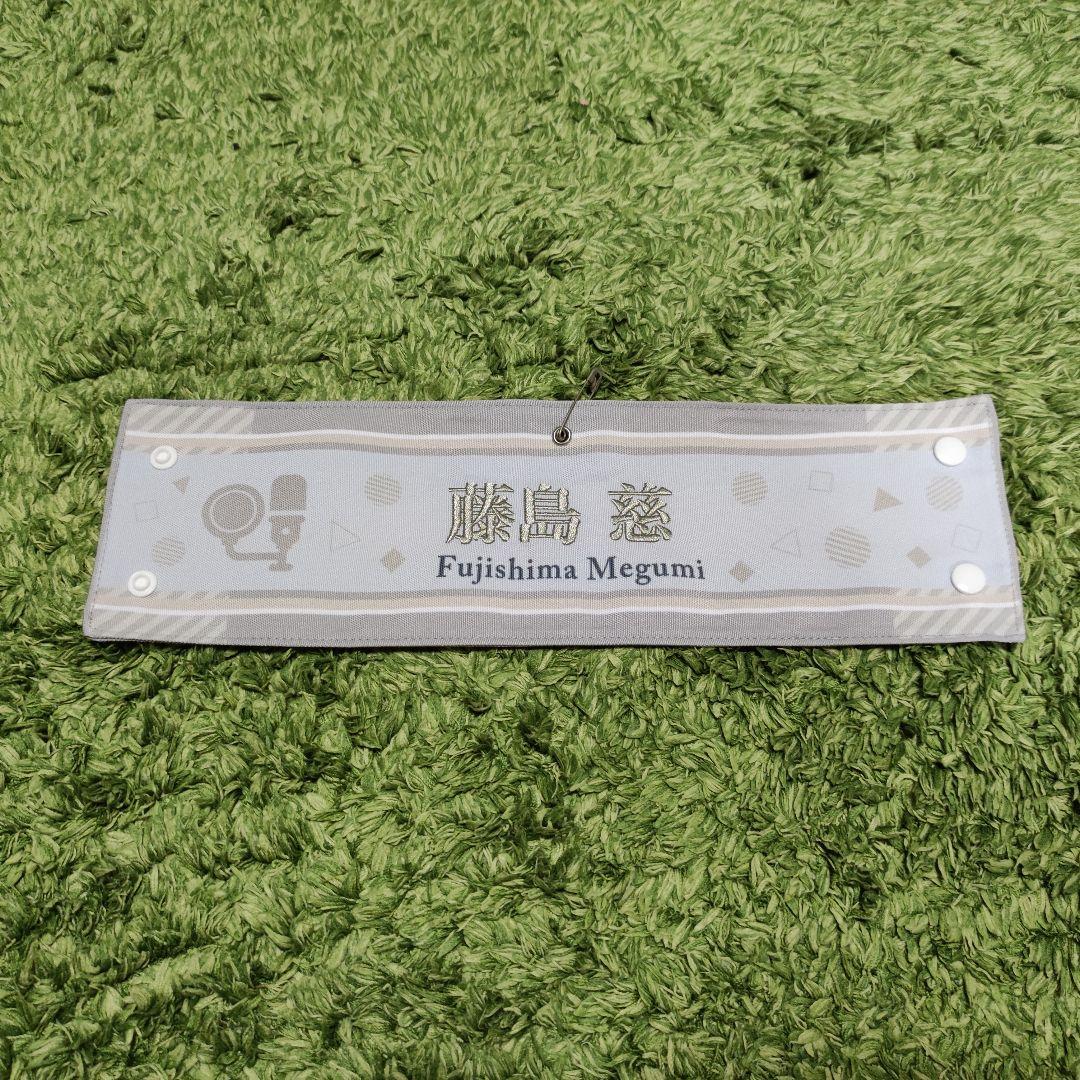 藤島 慈
Fujishima Megumi